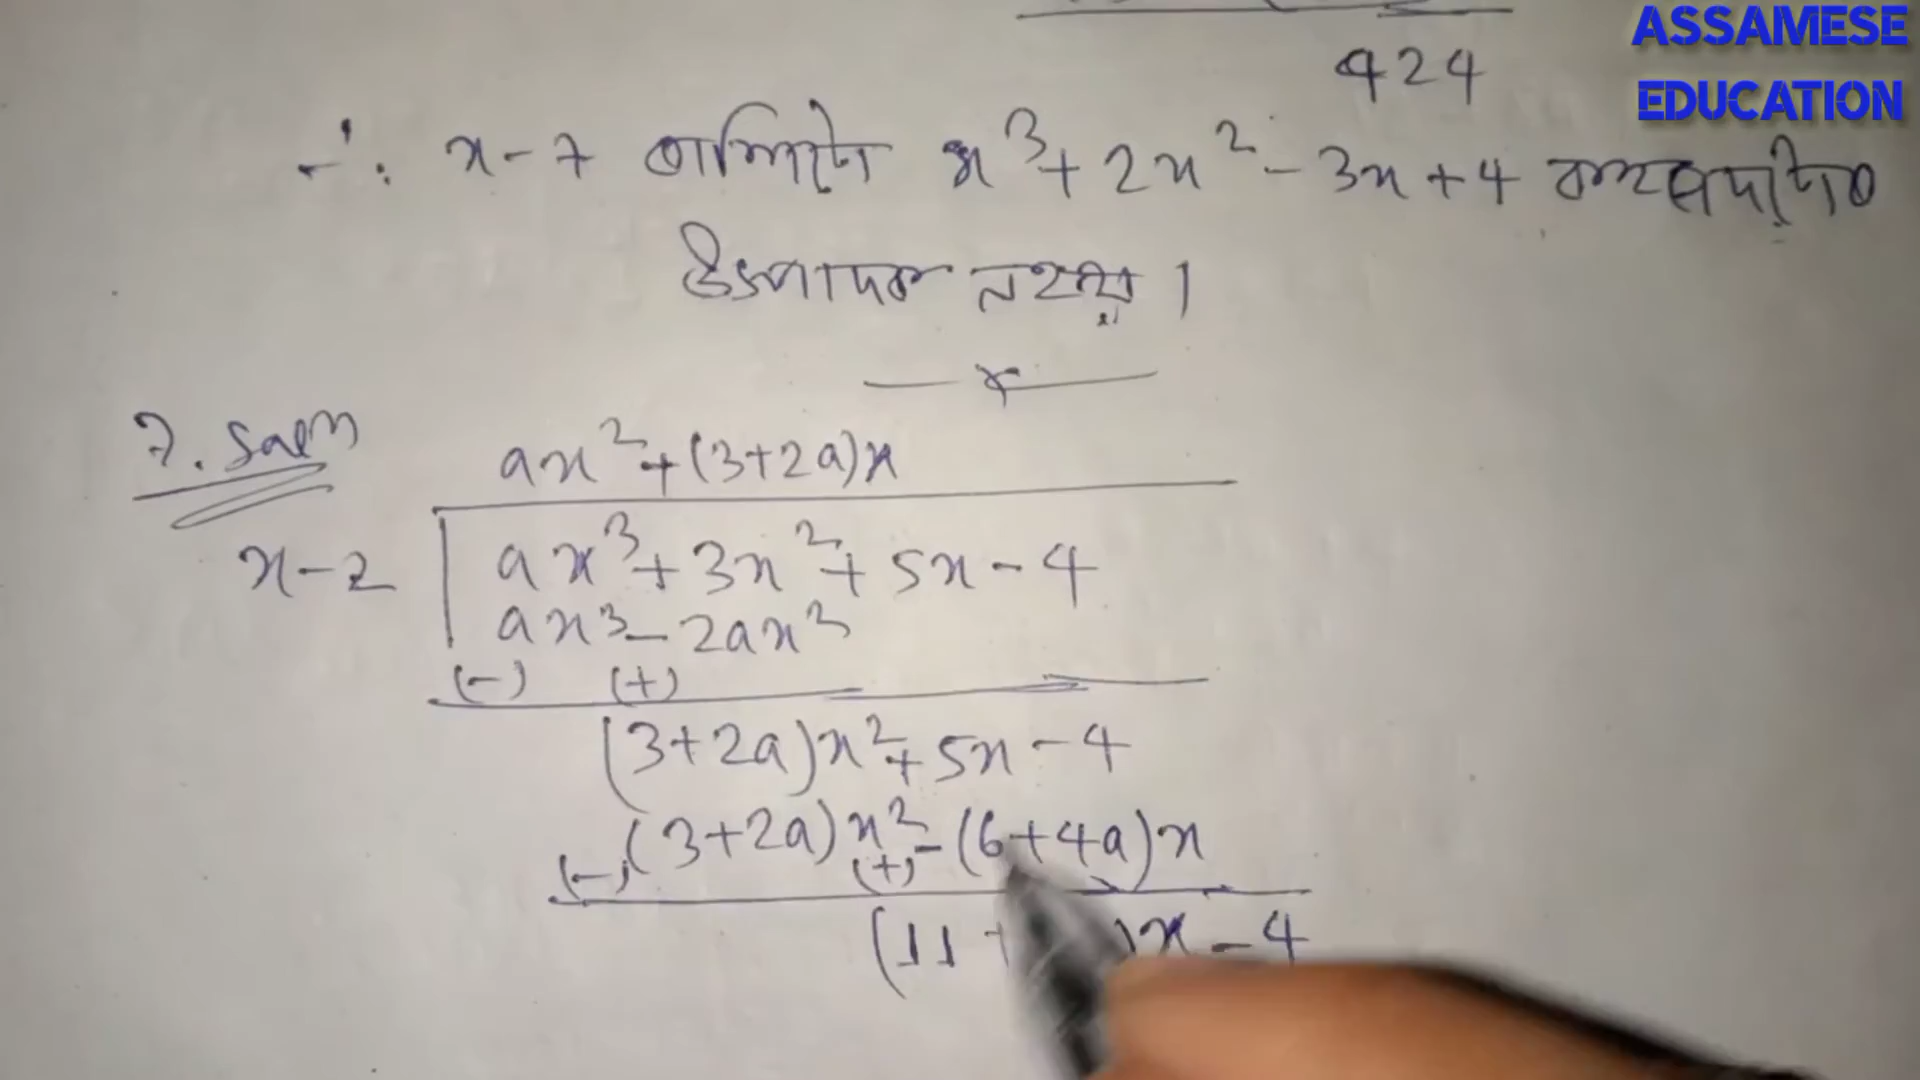 ASSAMESE
EDUCATION
424
∴ x-7 ৰাশিটো x³+2x²-3x+4 বহুপদটোৰ
উৎপাদক নহয়।
x
7. Soln
ax²+(3+2a)x
x-2 ax³+3x²+5x-4
ax³-2ax²
(-) (+)
(3+2a)x²+5x-4
(3+2a)x²-(6+4a)x
(-) (+)
(11 + )x-4